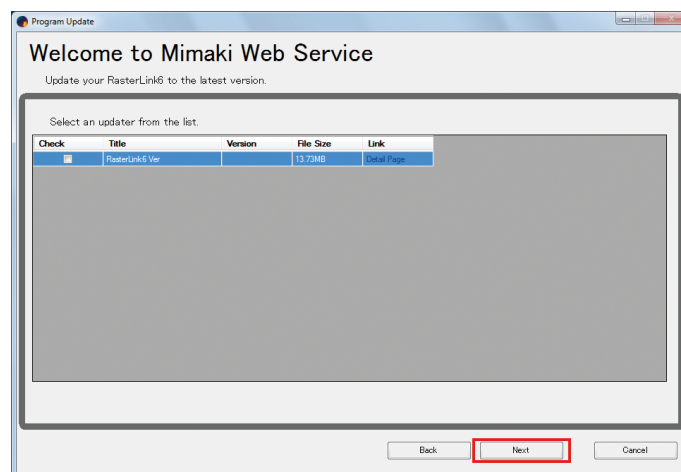 Program Update
Welcome to Mimaki Web Service
Update your RasterLink6 to the latest version.
Select an updater from the list.
Check Title Version File Size Link
RasterLink6 Ver 13.73MB Detail Page
Back Next Cancel